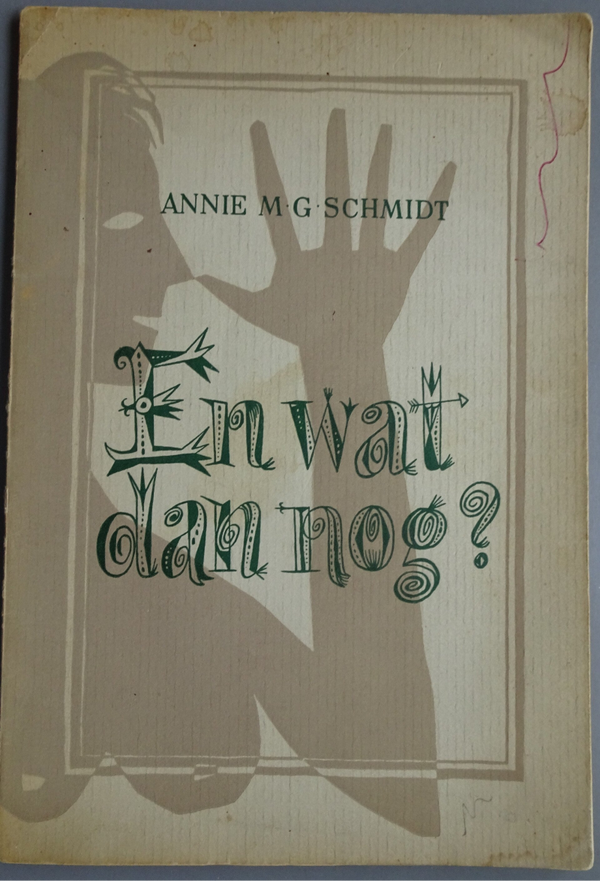 ANNIE M·G·SCHMIDT
En wat
dan nog?